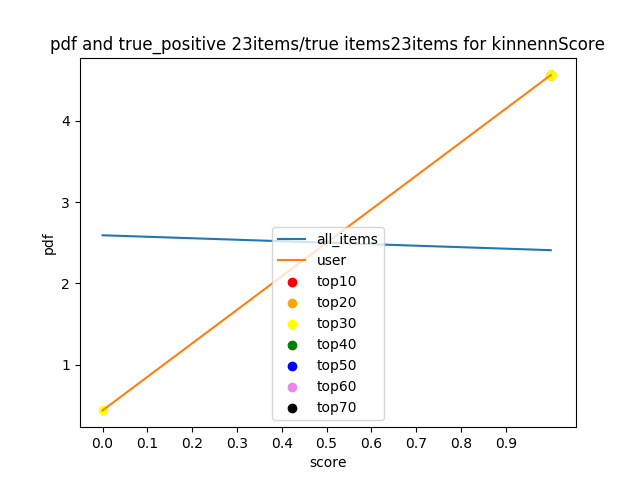 pdf and true_positive 23items/true items23items for kinnennScore
pdf
4
3
2
1
all_items
user
top10
top20
top30
top40
top50
top60
top70
0.0 0.1 0.2 0.3 0.4 0.5 0.6 0.7 0.8 0.9
score